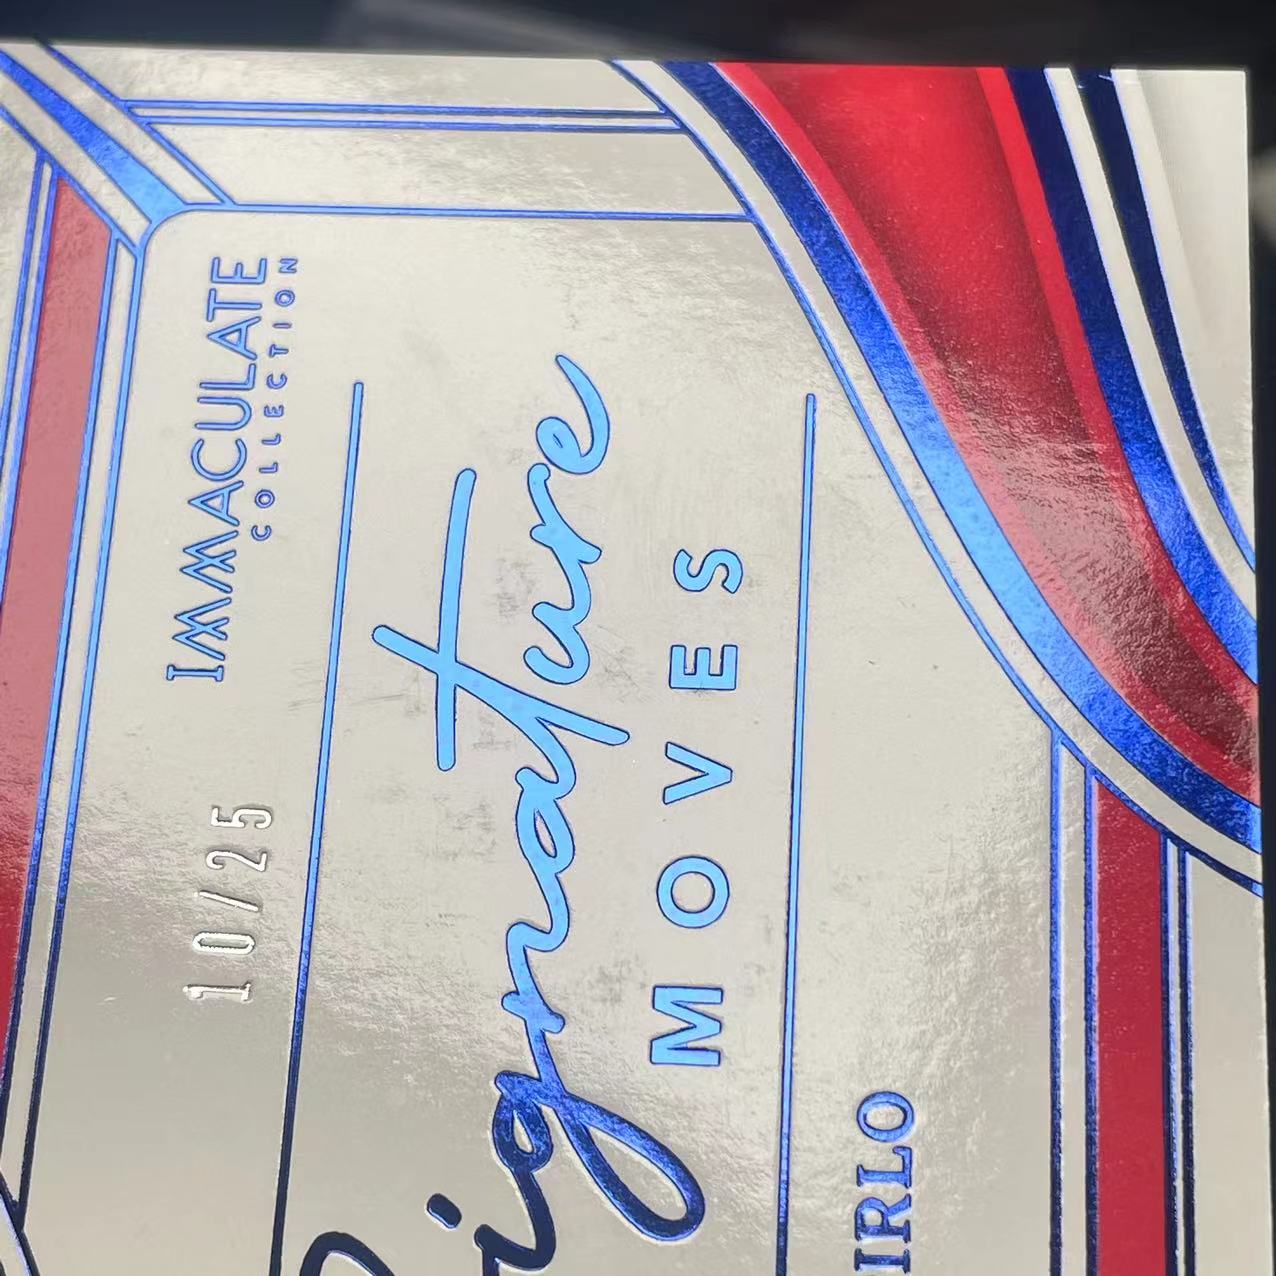 IMMACULATE
COLLECTION
10/25
Signature
MOVES
IRLO